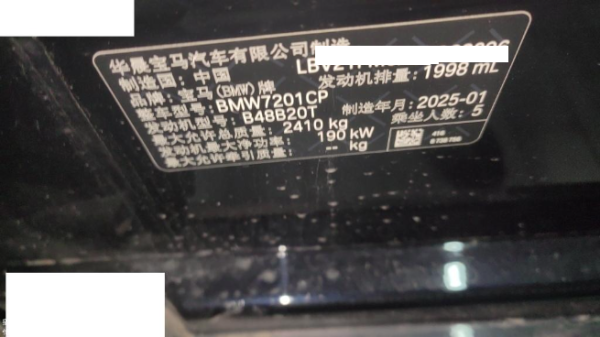 华晨宝马汽车有限公司制造
制造国：中国
品牌：宝马(BMW)牌 发动机排量：1998 mL
整车型号：BMW7201CP
发动机型号：B48B20T 制造年月：2025-01
最大允许总质量：2410 kg 乘坐人数：5
发动机最大净功率：190 kW
最大允许牵引质量：-- kg